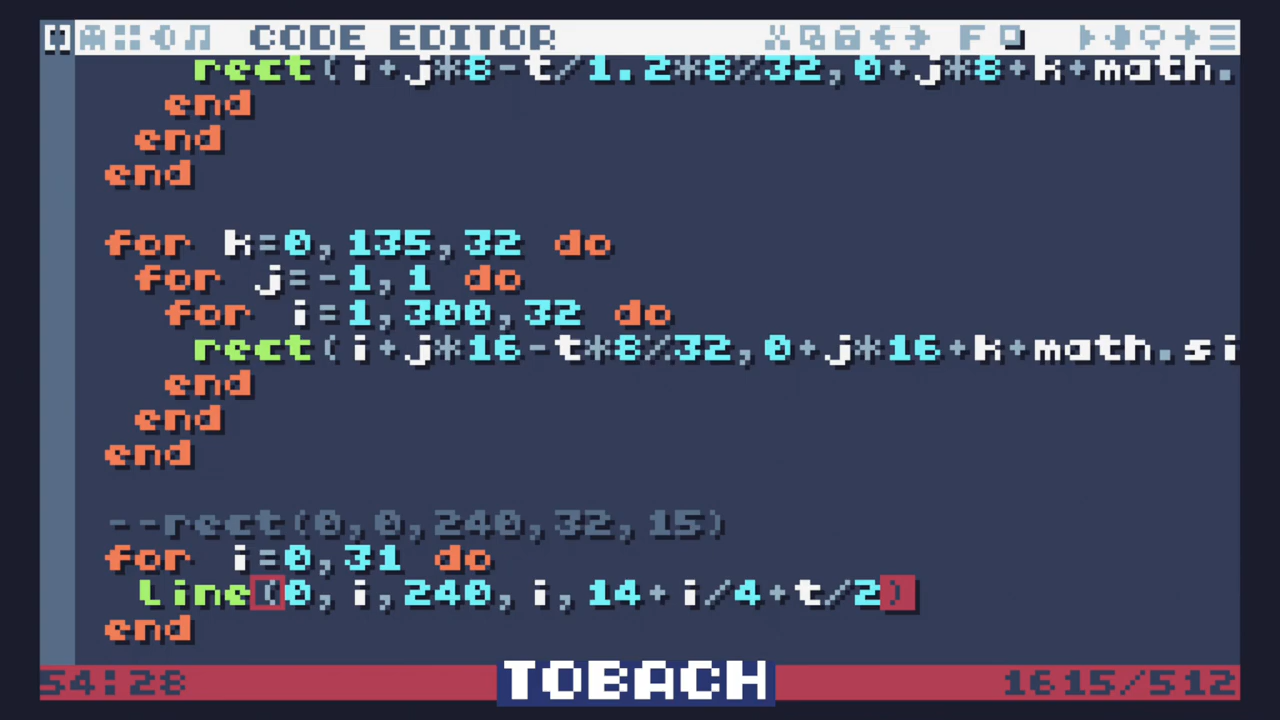 CODE EDITOR F
rect(i+j*8-t/1.2*8%32,0+j*8+k+math.
end
end
end
for k=0,135,32 do
for j=-1,1 do
for i=1,300,32 do
rect(i+j*16-t*8%32,0+j*16+k+math.si
end
end
end
--rect(0,0,240,32,15)
for i=0,31 do
line(0,i,240,i,14+i/4+t/2)
end
54:28 TOBACH 1615/512